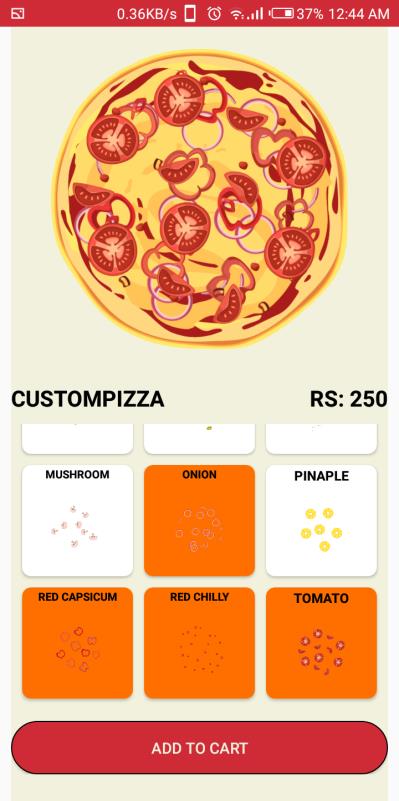 0.36KB/s 37% 12:44 AM
CUSTOMPIZZA RS: 250
MUSHROOM ONION PINAPLE
RED CAPSICUM RED CHILLY TOMATO
ADD TO CART